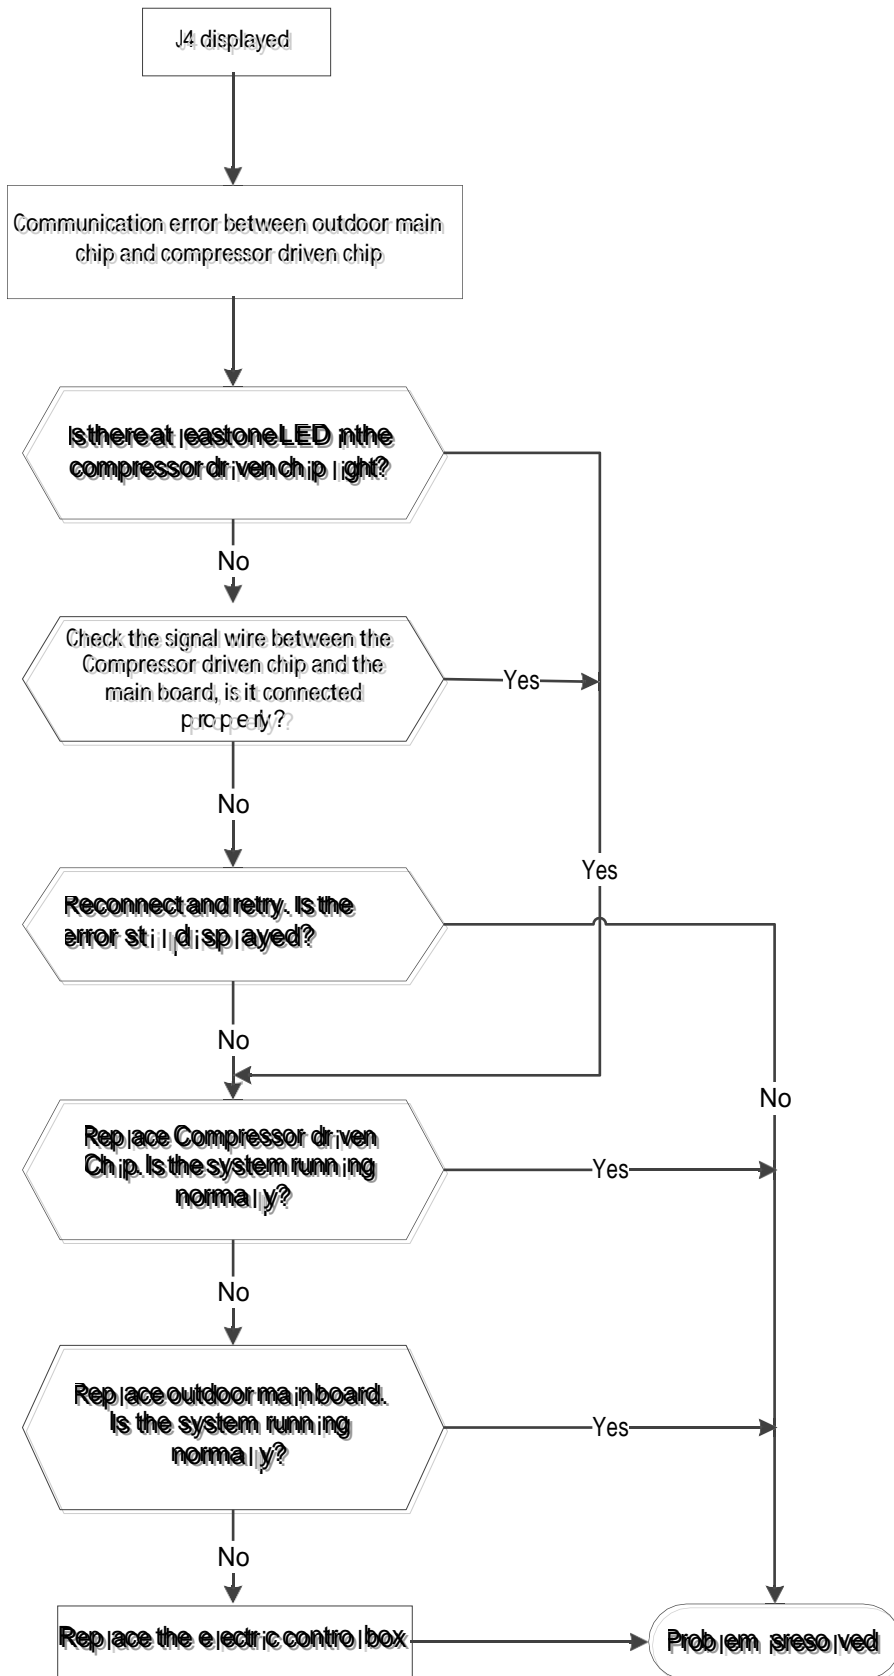 J4 displayed
Communication error between outdoor main
chip and compressor driven chip
Is there at least one LED in the
compressor driven chip light?
No
Check the signal wire between the
Compressor driven chip and the
main board, is it connected
properly?
Yes
No
Yes
Reconnect and retry. Is the
error still displayed?
No
No
Replace Compressor driven
Chip. Is the system running
normally?
Yes
No
Replace outdoor main board.
Is the system running
normally?
Yes
No
Replace the electric control box
Problem is resolved